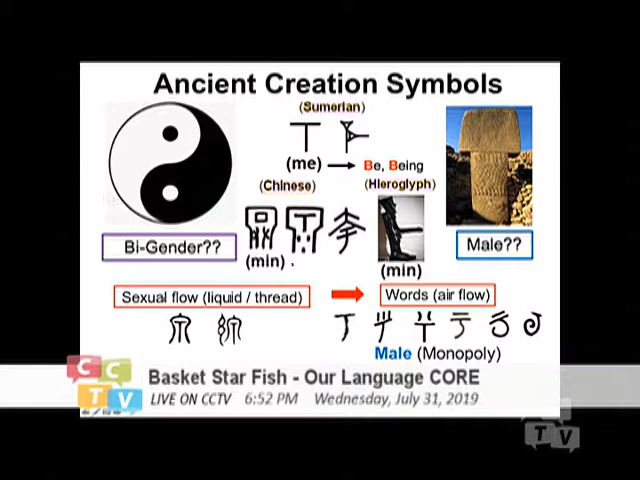 Ancient Creation Symbols
(Sumerian)
(me)
Be, Being
(Chinese)
(Hieroglyph)
Bi-Gender??
(min)
.
(min)
Male??
Sexual flow (liquid / thread)
Words (air flow)
Male (Monopoly)
CCTV
Basket Star Fish - Our Language CORE
LIVE ON CCTV 6:52 PM Wednesday, July 31, 2019
TV